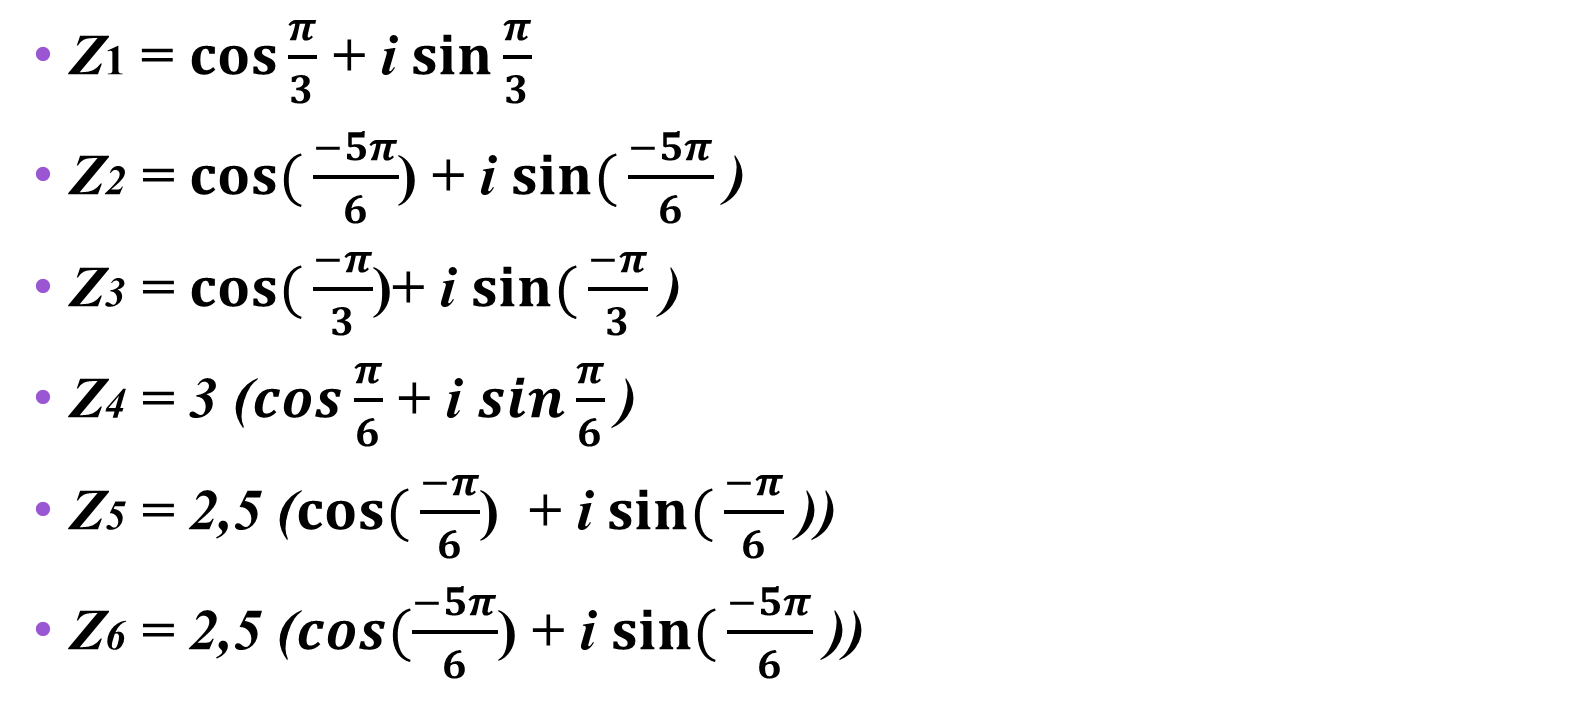 • Z1 = cos π/3 + i sin π/3
• Z2 = cos(−5π/6) + i sin(−5π/6 )
• Z3 = cos(−π/3)+ i sin(−π/3 )
• Z4 = 3 (cos π/6 + i sin π/6 )
• Z5 = 2,5 (cos(−π/6) + i sin(−π/6 ))
• Z6 = 2,5 (cos(−5π/6) + i sin(−5π/6 ))